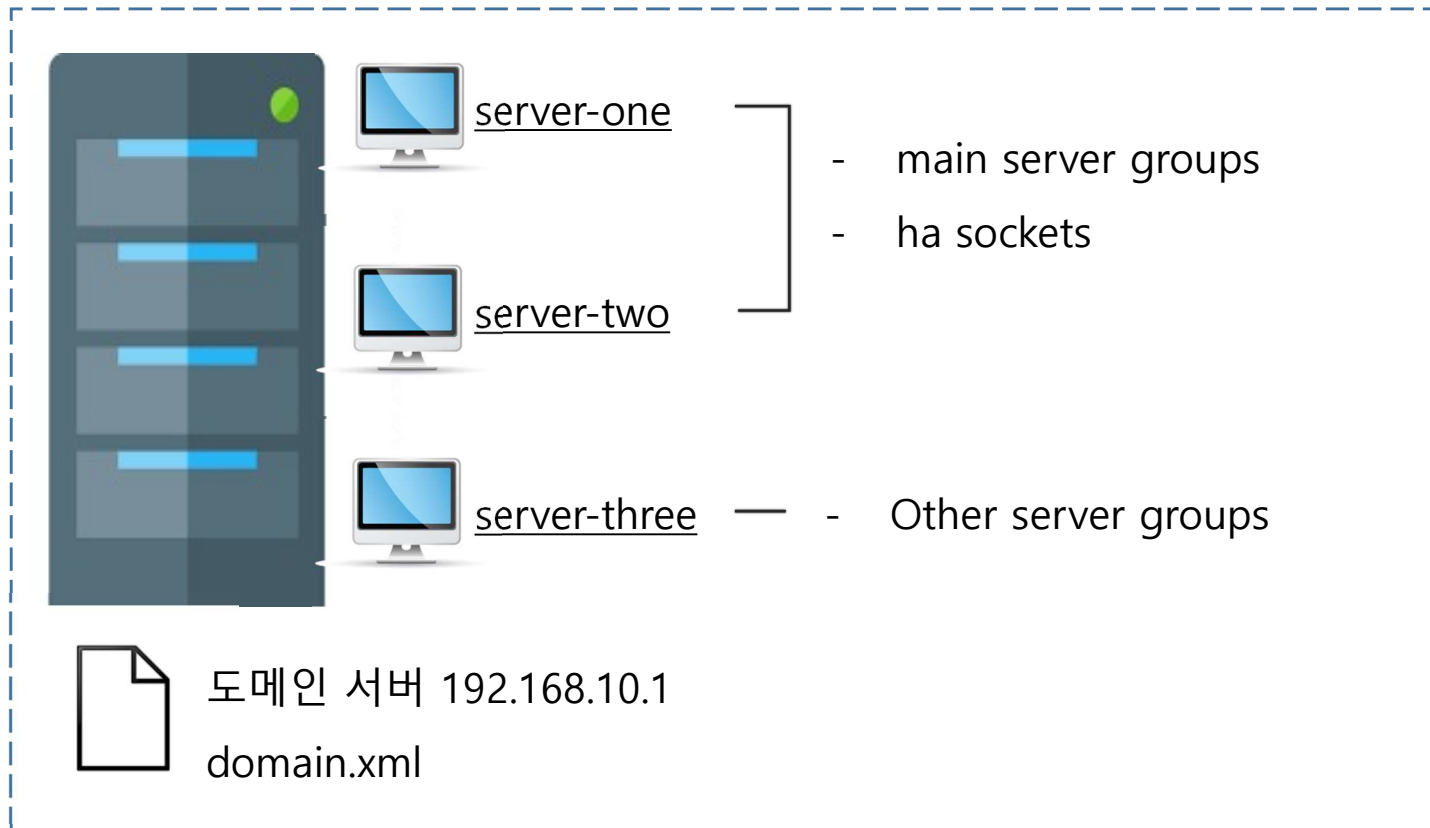 server-one
- main server groups
- ha sockets
server-two
server-three - Other server groups
도메인 서버 192.168.10.1
domain.xml